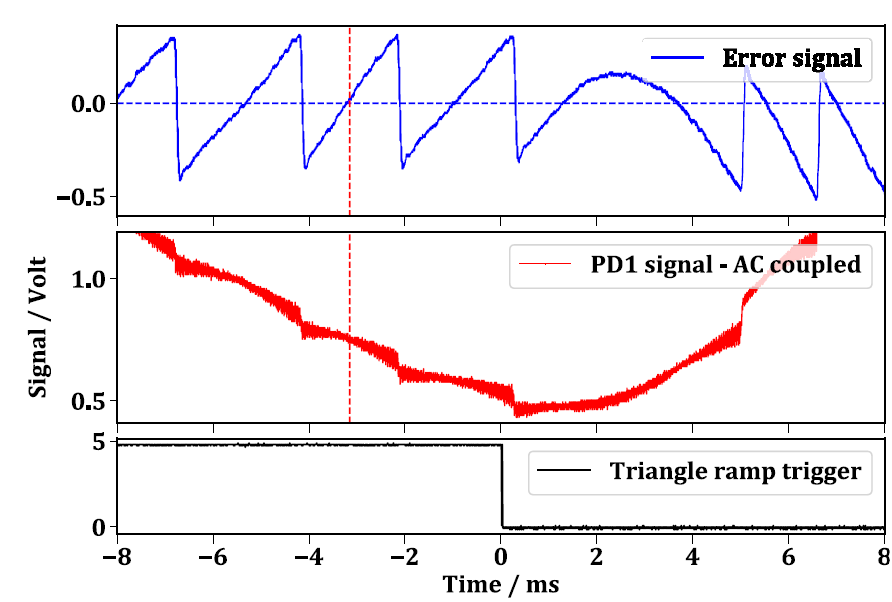 0.0
−0.5
Error signal
Signal / Volt
1.0
0.5
PD1 signal - AC coupled
5
0
Triangle ramp trigger
−8 −6 −4 −2 0 2 4 6 8
Time / ms